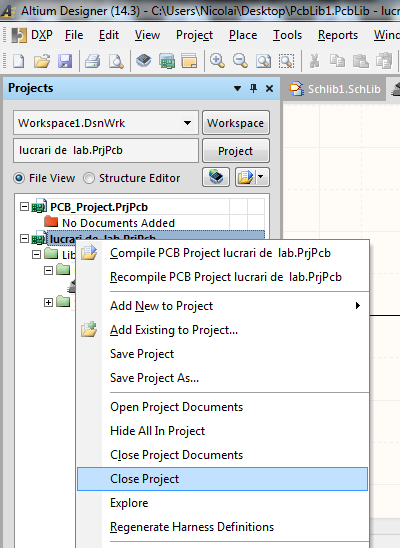 Altium Designer (14.3) - C:\Users\Nicolai\Desktop\PcbLib1.PcbLib - lucr
DXP File Edit View Project Place Tools Reports Wind
Projects
Schlib1.SchLib
Workspace1.DsnWrk Workspace
lucrari de lab.PrjPcb Project
File View Structure Editor
PCB_Project.PrjPcb
No Documents Added
lucrari de lab.PrjPcb
Lib
Compile PCB Project lucrari de lab.PrjPcb
Recompile PCB Project lucrari de lab.PrjPcb
Add New to Project
Add Existing to Project...
Save Project
Save Project As...
Open Project Documents
Hide All In Project
Close Project Documents
Close Project
Explore
Regenerate Harness Definitions